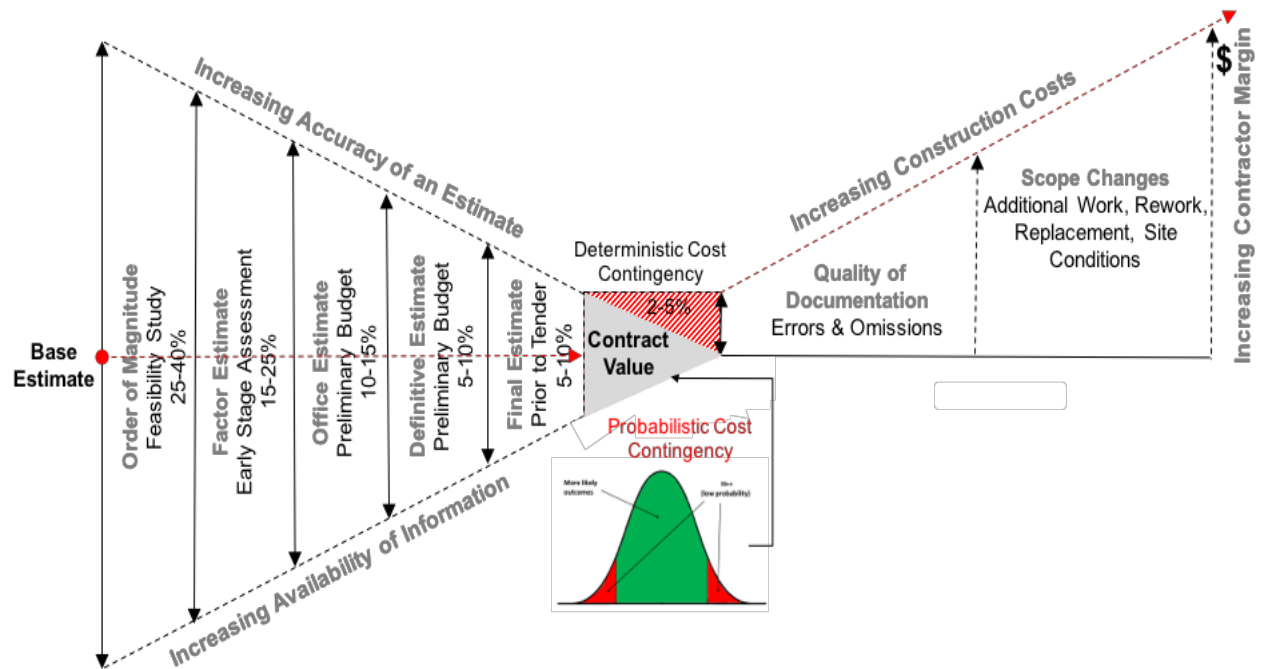 Increasing Accuracy of an Estimate
Increasing Availability of Information
Base
Estimate
Order of Magnitude
Feasibility Study
25-40%
Factor Estimate
Early Stage Assessment
15-25%
Office Estimate
Preliminary Budget
10-15%
Definitive Estimate
Preliminary Budget
5-10%
Final Estimate
Prior to Tender
5-10%
Deterministic Cost
Contingency
2-5%
Contract
Value
Probabilistic Cost
Contingency
More likely
outcomes
(low probability)
Increasing Construction Costs
Quality of
Documentation
Errors & Omissions
Scope Changes
Additional Work, Rework,
Replacement, Site
Conditions
$
Increasing Contractor Margin